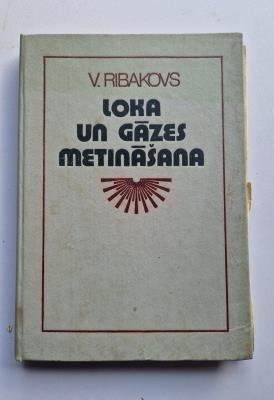 V. RIBAKOVS
LOKA
UN GĀZES
METINĀŠANA